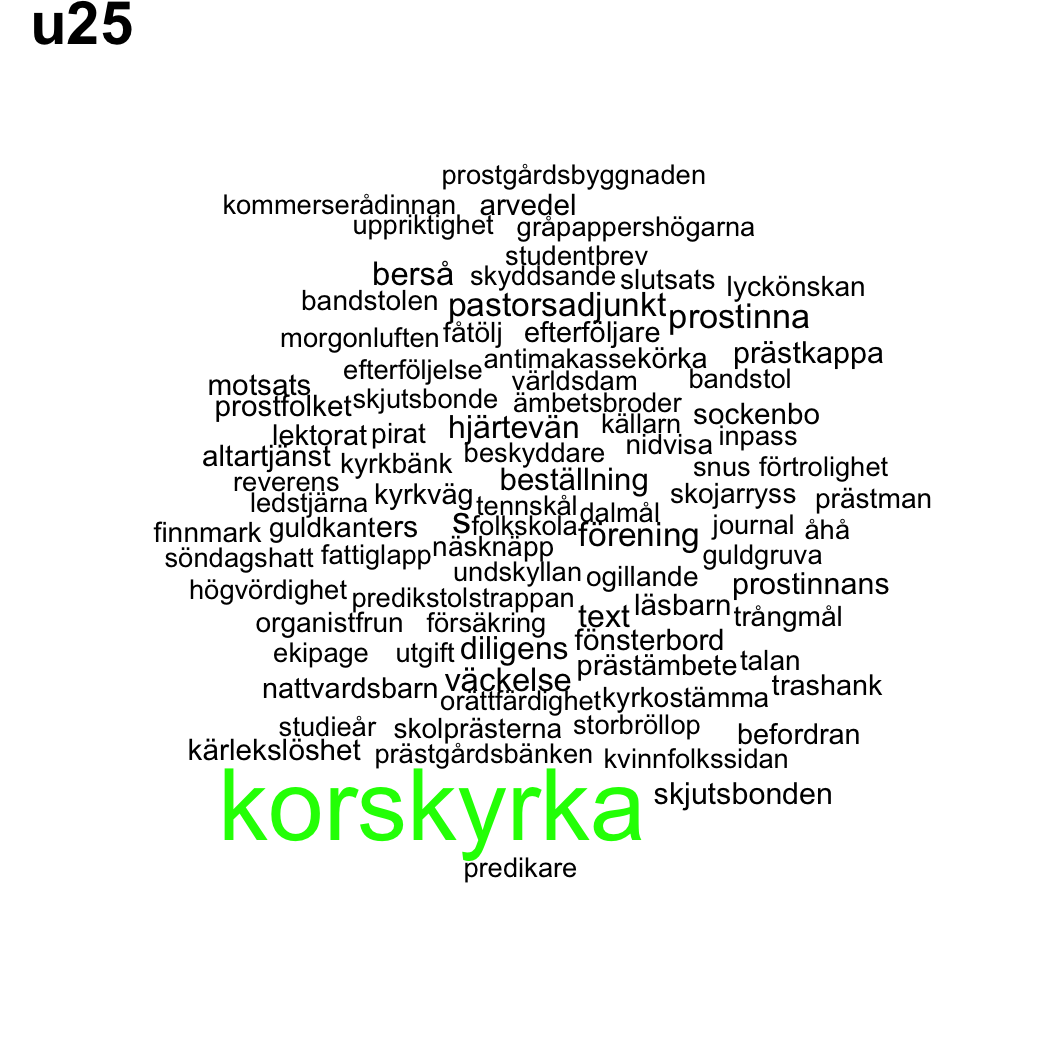 u25
prostgårdsbyggnaden
kommerserådinnan arvedel
uppriktighet gråpappershögarna
studentbrev
berså skyddsande slutsats lyckönskan
bandstolen pastorsadjunkt prostinna
morgonluften fåtölj efterföljare
efterföljelse antimakassekörka prästkappa
motsats världsdam bandstol
prostfolket skjutsbonde ämbetsbroder sockenbo
lektorat pirat hjärtevän källarn nidvisa inpass
altartjänst kyrkbänk beskyddare snus förtrolighet
reverens beställning skojarryss prästman
ledstjärna kyrkväg tennskål dalmål
finnmark guldkanters s folkskola förening journal åhå
söndagshatt fattiglapp näsknäpp guldgruva
högvördighet undskyllan ogillande prostinnans
predikstolstrappan text läsbarn trångmål
organistfrun försäkring fönsterbord
ekipage utgift diligens prästämbete talan
nattvardsbarn väckelse trashank
orättfärdighet kyrkostämma
studieår skolprästerna storbröllop befordran
kärlekslöshet prästgårdsbänken kvinnfolkssidan
korskyrka skjutsbonden
predikare